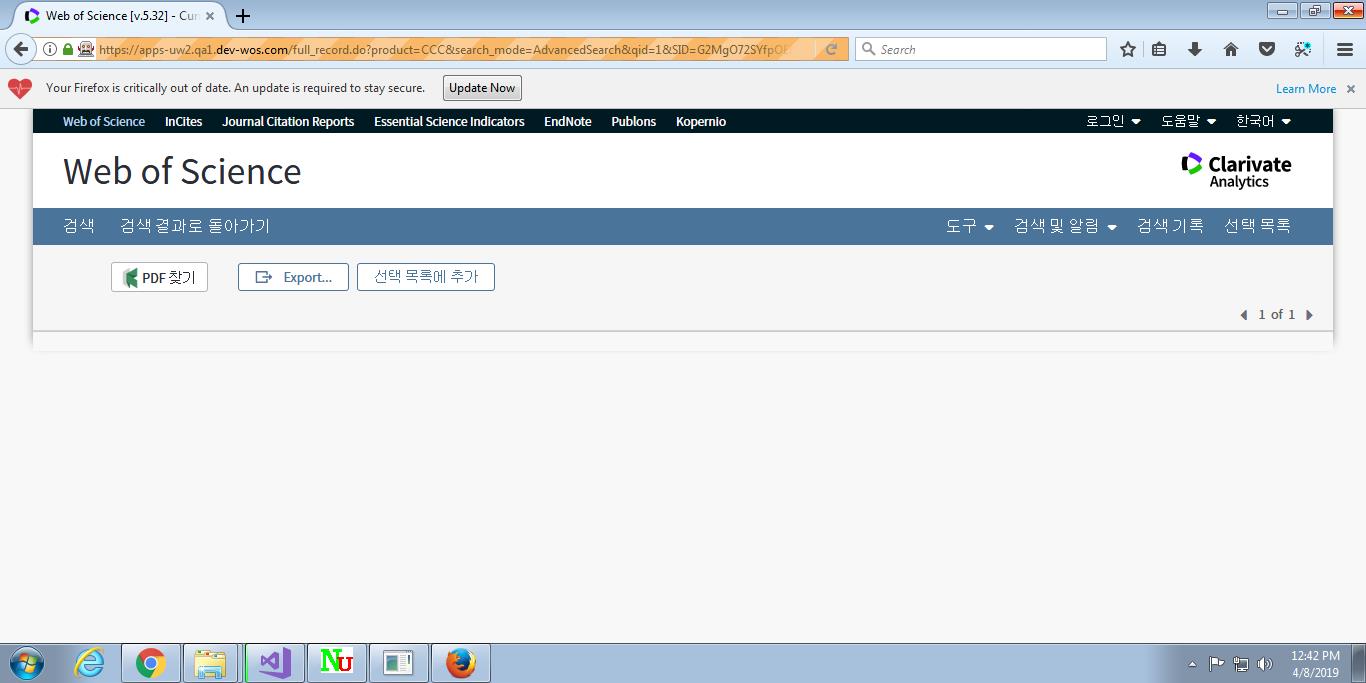 Web of Science [v.5.32] - Cur
https://apps-uw2.qa1.dev-wos.com/full_record.do?product=CCC&search_mode=AdvancedSearch&qid=1&SID=G2MgO72SYfpO
Search
Your Firefox is critically out of date. An update is required to stay secure. Update Now Learn More
Web of Science InCites Journal Citation Reports Essential Science Indicators EndNote Publons Kopernio 로그인 도움말 한국어
Web of Science
Clarivate
Analytics
검색 검색 결과로 돌아가기 도구 검색 및 알림 검색 기록 선택 목록
PDF 찾기 Export... 선택 목록에 추가
1 of 1
Nu
12:42 PM
4/8/2019